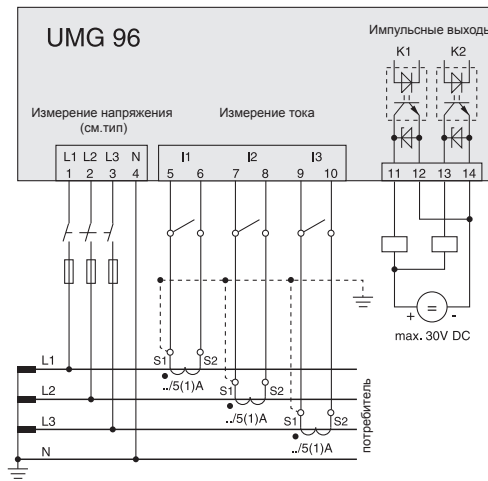 UMG 96
Импульсные выходы
K1 K2
Измерение напряжения
(см.тип)
Измерение тока
L1 L2 L3 N
1 2 3 4
I1 I2 I3
5 6 7 8 9 10
11 12 13 14
+ = -
max. 30V DC
L1
S1 S2
../5(1)A
L2
S1 S2
../5(1)A
L3
S1 S2
../5(1)A
N
потребитель